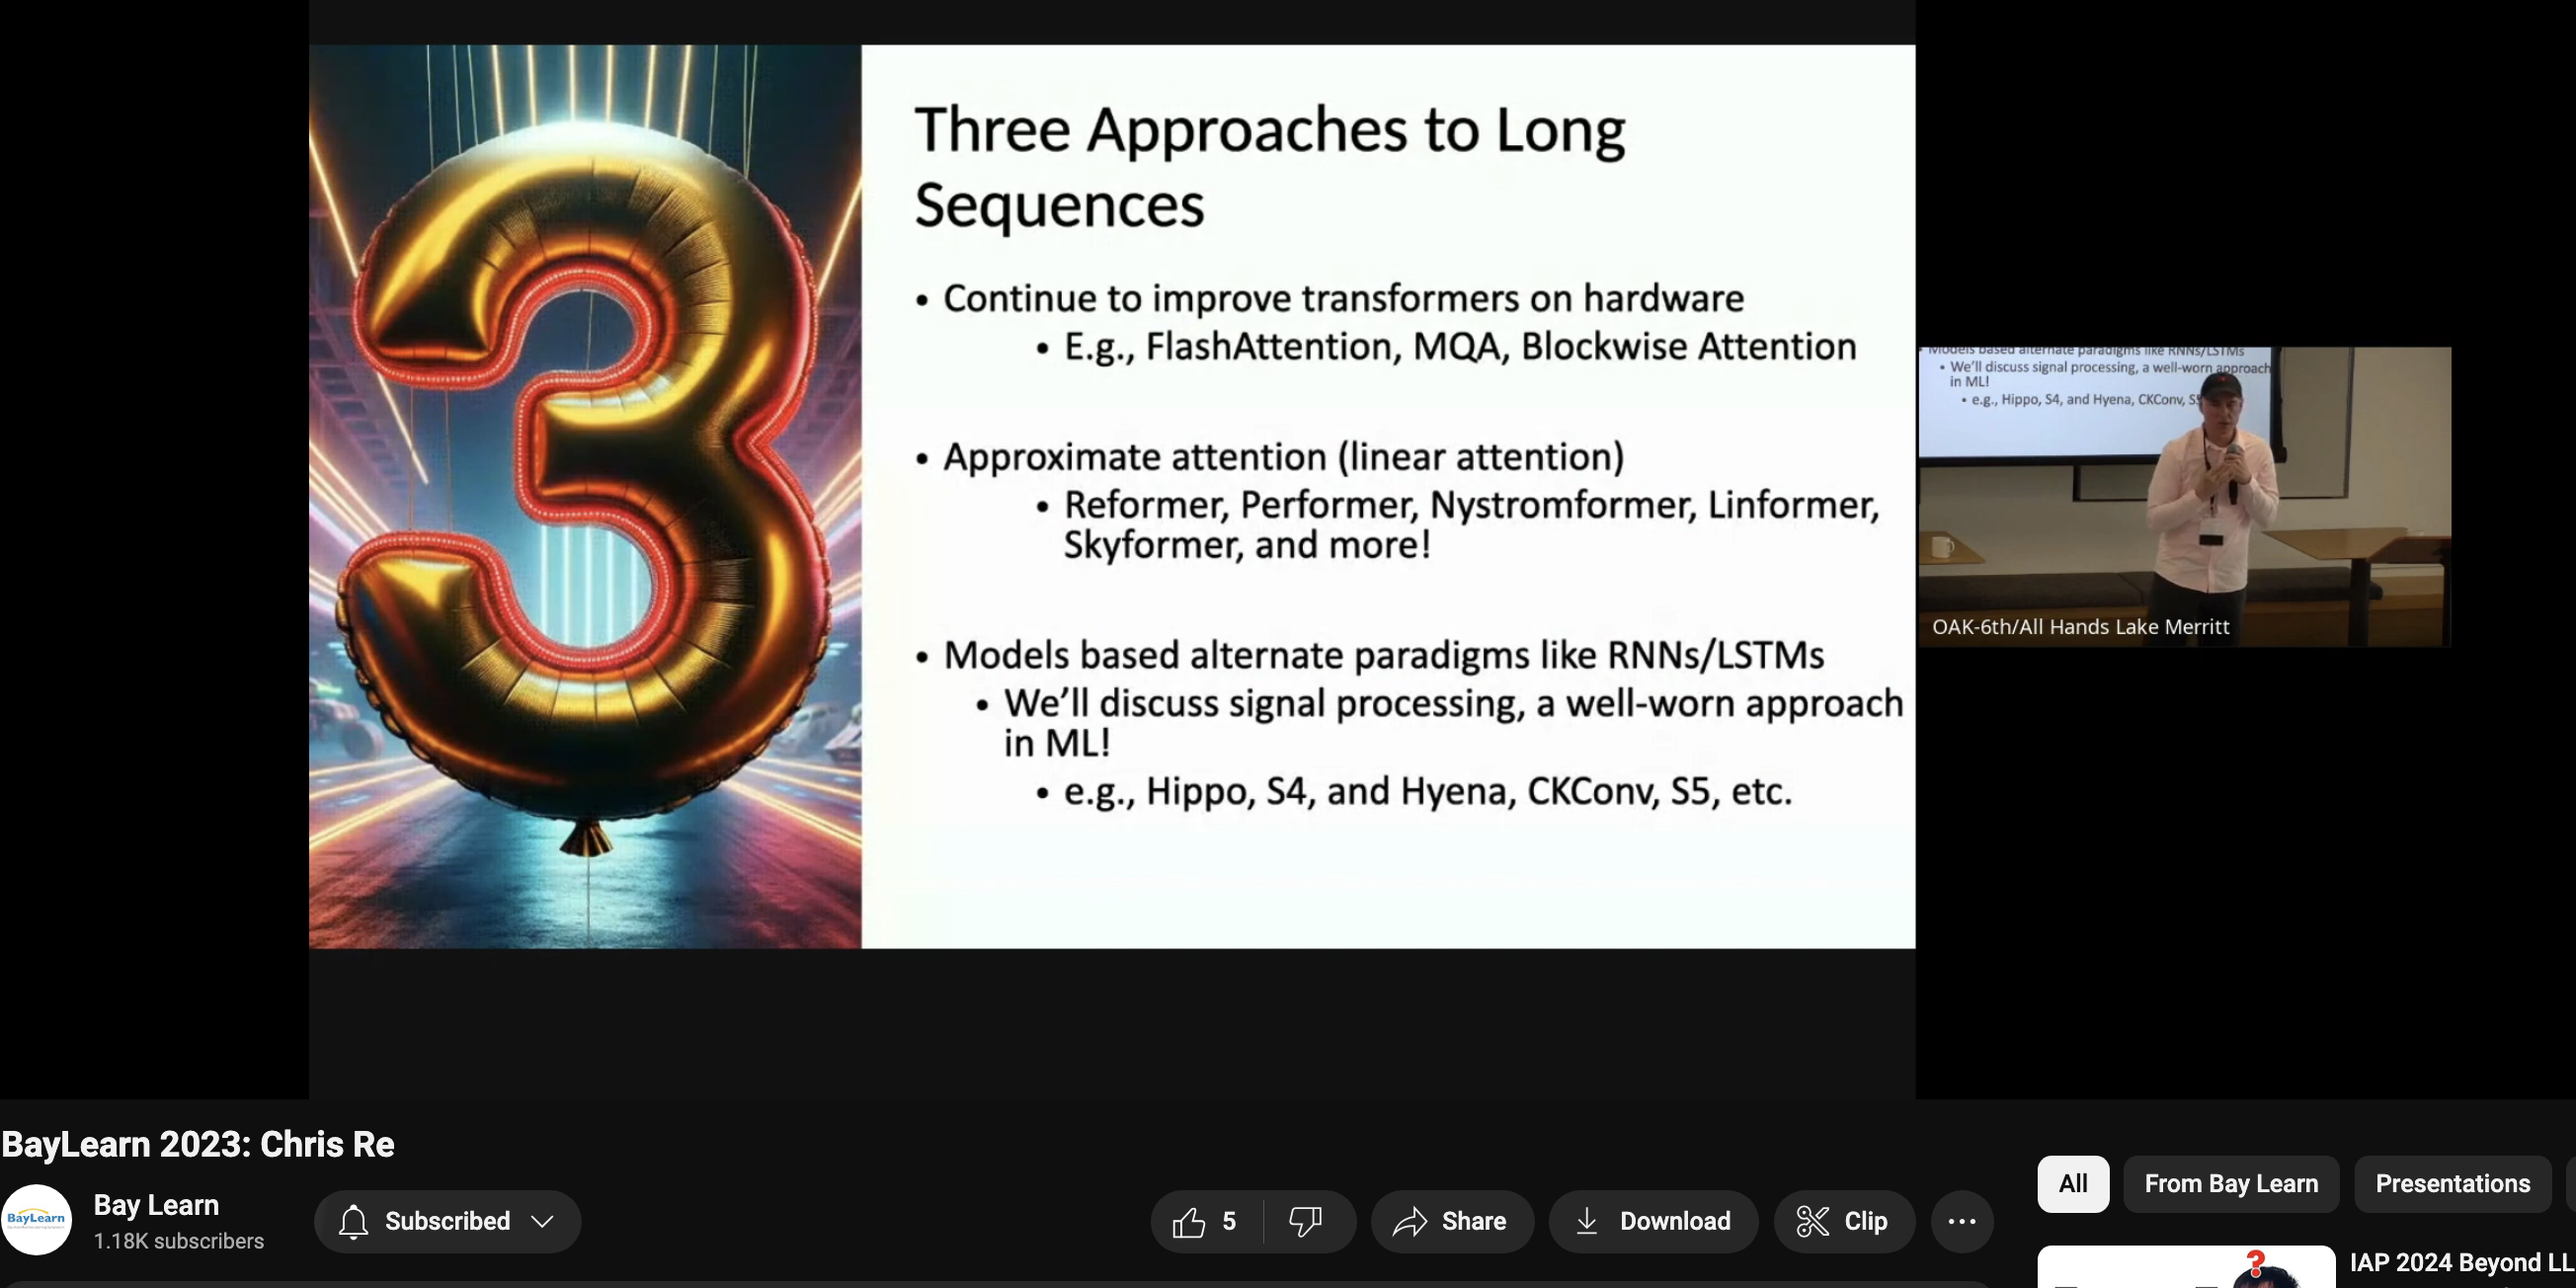 Three Approaches to Long
Sequences
• Continue to improve transformers on hardware
• E.g., FlashAttention, MQA, Blockwise Attention
• Approximate attention (linear attention)
• Reformer, Performer, Nystromformer, Linformer,
Skyformer, and more!
• Models based alternate paradigms like RNNs/LSTMs
• We'll discuss signal processing, a well-worn approach
in ML!
• e.g., Hippo, S4, and Hyena, CKConv, S5, etc.
• Models based alternate paradigms like RNNs/LSTMs
• We'll discuss signal processing, a well-worn approach
in ML!
• e.g., Hippo, S4, and Hyena, CKConv, S5
OAK-6th/All Hands Lake Merritt
BayLearn 2023: Chris Re
BayLearn
Bay Learn
1.18K subscribers
Subscribed
5
Share
Download
Clip
All
From Bay Learn
Presentations
?
IAP 2024 Beyond LL